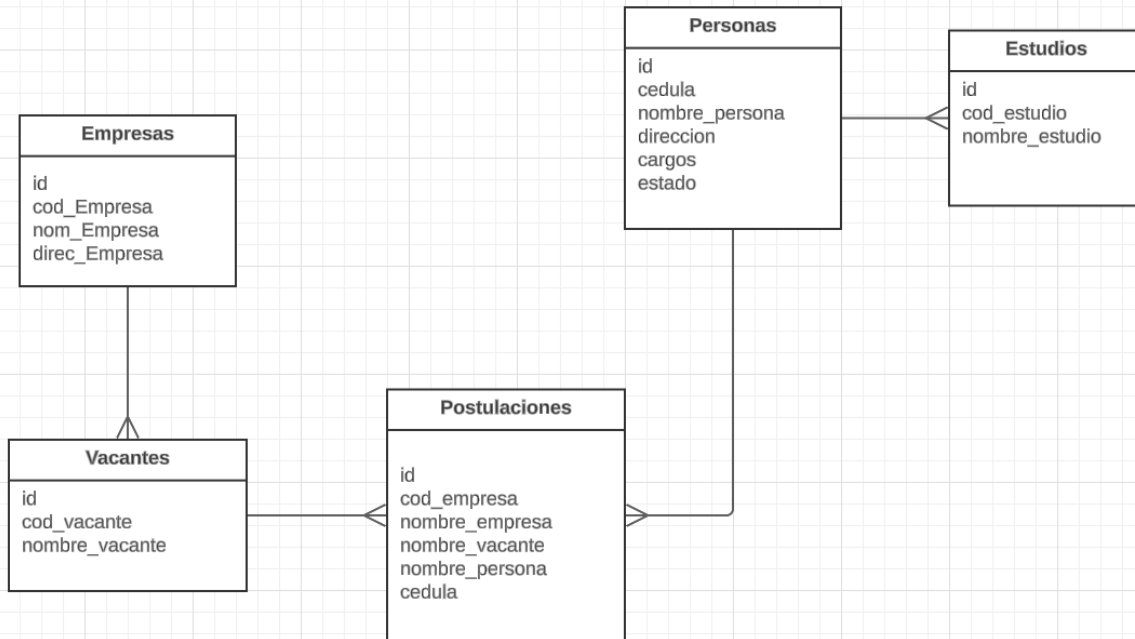 Personas
id
cedula
nombre_persona
direccion
cargos
estado
Estudios
id
cod_estudio
nombre_estudio
Empresas
id
cod_Empresa
nom_Empresa
direc_Empresa
Vacantes
id
cod_vacante
nombre_vacante
Postulaciones
id
cod_empresa
nombre_empresa
nombre_vacante
nombre_persona
cedula